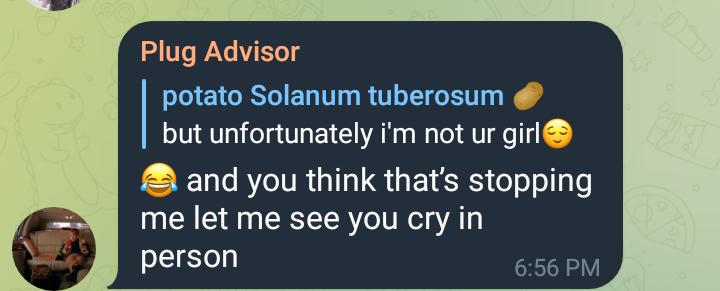 Plug Advisor
potato Solanum tuberosum 🥔
but unfortunately i'm not ur girl😌
😂 and you think that’s stopping
me let me see you cry in
person
6:56 PM